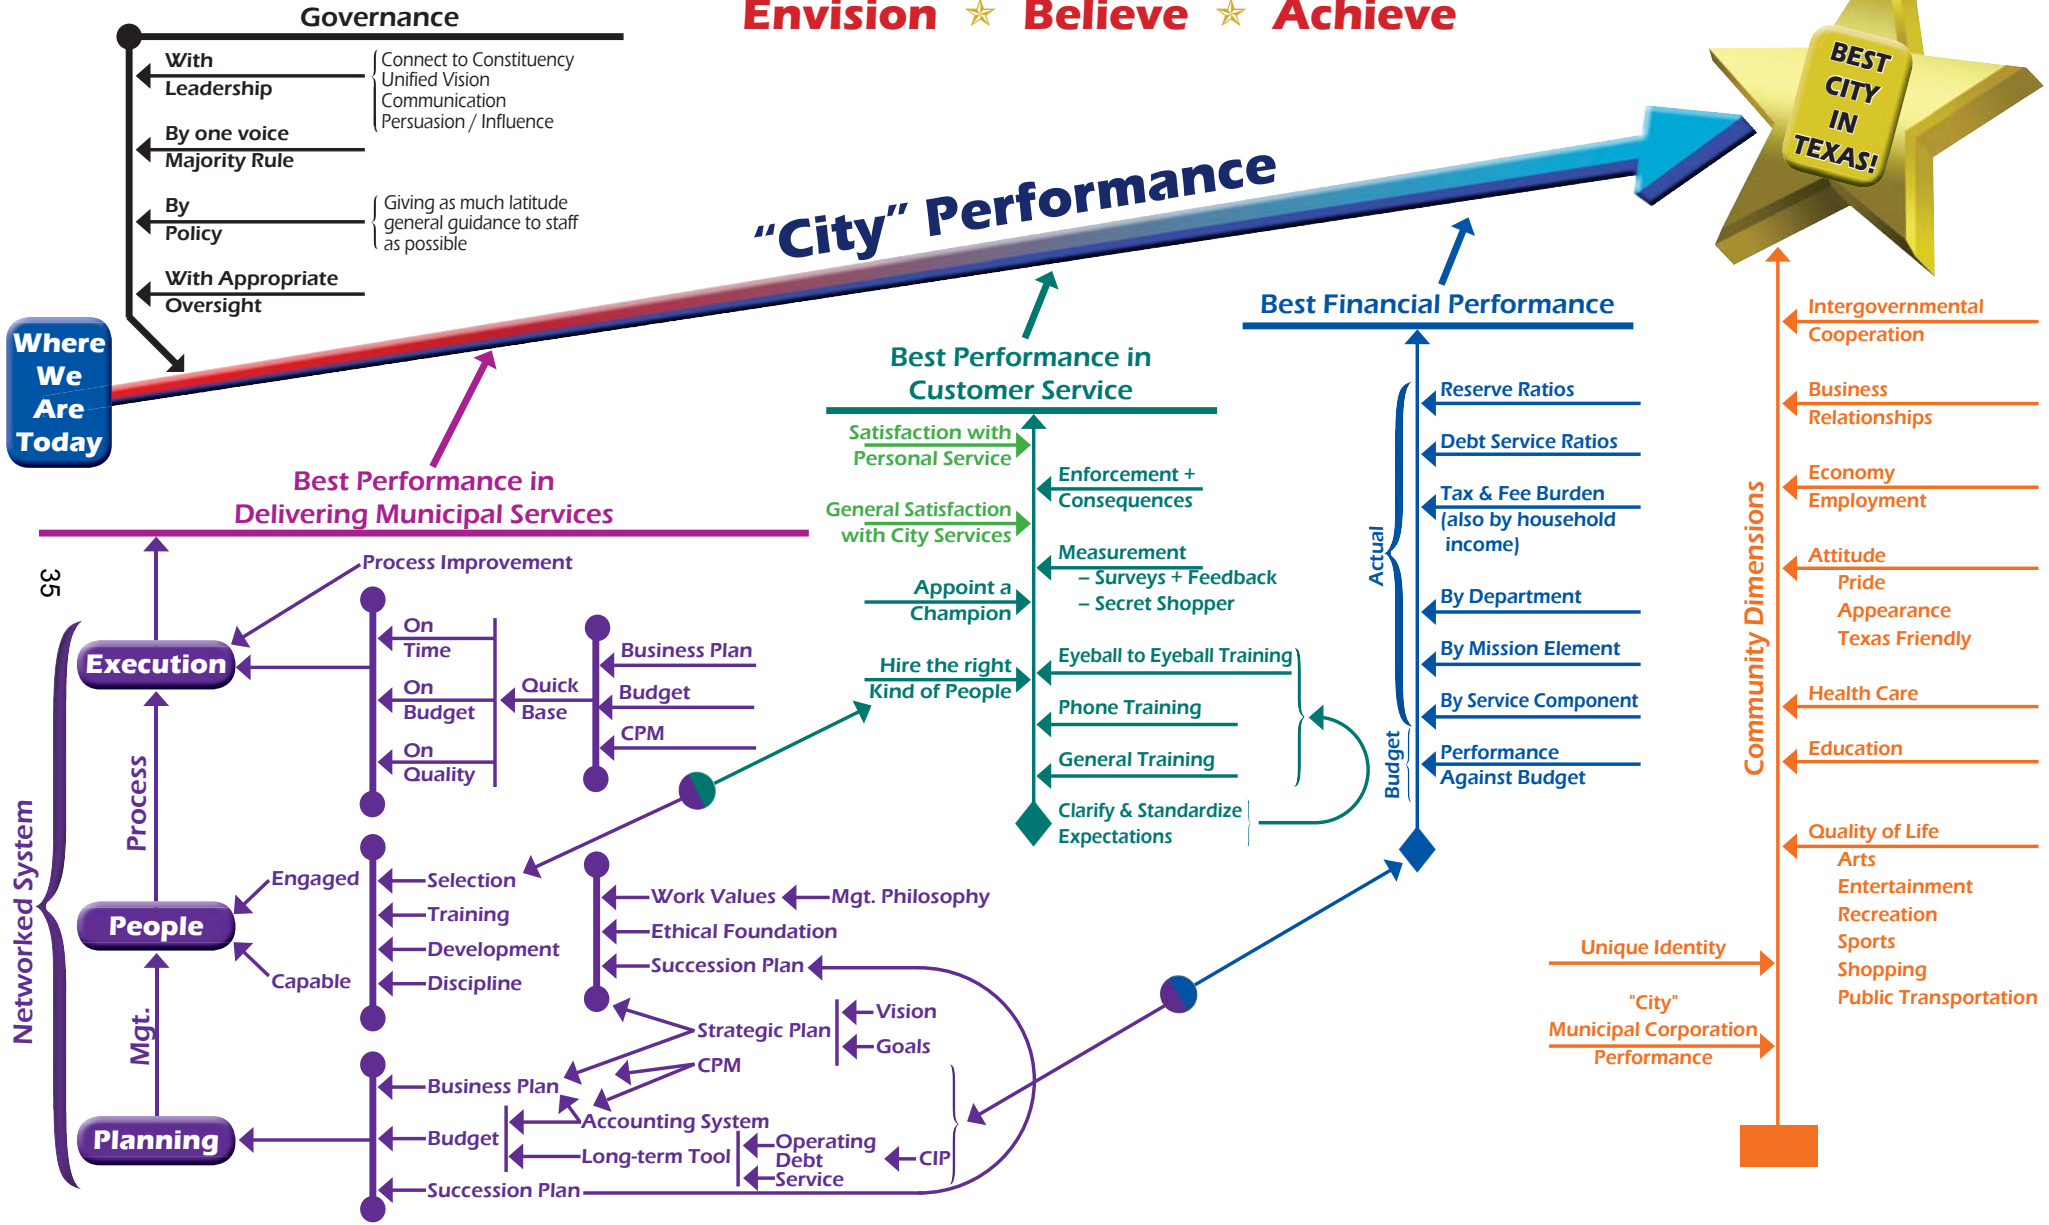 Envision Believe Achieve
Governance
With
Leadership
Connect to Constituency
Unified Vision
Communication
Persuasion / Influence
By one voice
Majority Rule
By
Policy
Giving as much latitude
general guidance to staff
as possible
With Appropriate
Oversight
Where
We
Are
Today
"City" Performance
BEST
CITY
IN
TEXAS!
Best Performance in
Delivering Municipal Services
35
Networked System
Execution
Process
People
Mgt.
Planning
Process Improvement
On
Time
On
Budget
On
Quality
Quick
Base
Business Plan
Budget
CPM
Engaged
Capable
Selection
Training
Development
Discipline
Work Values
Mgt. Philosophy
Ethical Foundation
Succession Plan
Strategic Plan
Vision
Goals
CPM
Business Plan
Budget
Accounting System
Long-term Tool
Operating
Debt
Service
CIP
Succession Plan
Best Performance in
Customer Service
Satisfaction with
Personal Service
General Satisfaction
with City Services
Appoint a
Champion
Hire the right
Kind of People
Enforcement +
Consequences
Measurement
– Surveys + Feedback
– Secret Shopper
Eyeball to Eyeball Training
Phone Training
General Training
Clarify & Standardize
Expectations
Best Financial Performance
Actual
Reserve Ratios
Debt Service Ratios
Tax & Fee Burden
(also by household
income)
By Department
By Mission Element
By Service Component
Budget
Performance
Against Budget
Community Dimensions
Intergovernmental
Cooperation
Business
Relationships
Economy
Employment
Attitude
Pride
Appearance
Texas Friendly
Health Care
Education
Quality of Life
Arts
Entertainment
Recreation
Sports
Shopping
Public Transportation
Unique Identity
"City"
Municipal Corporation
Performance